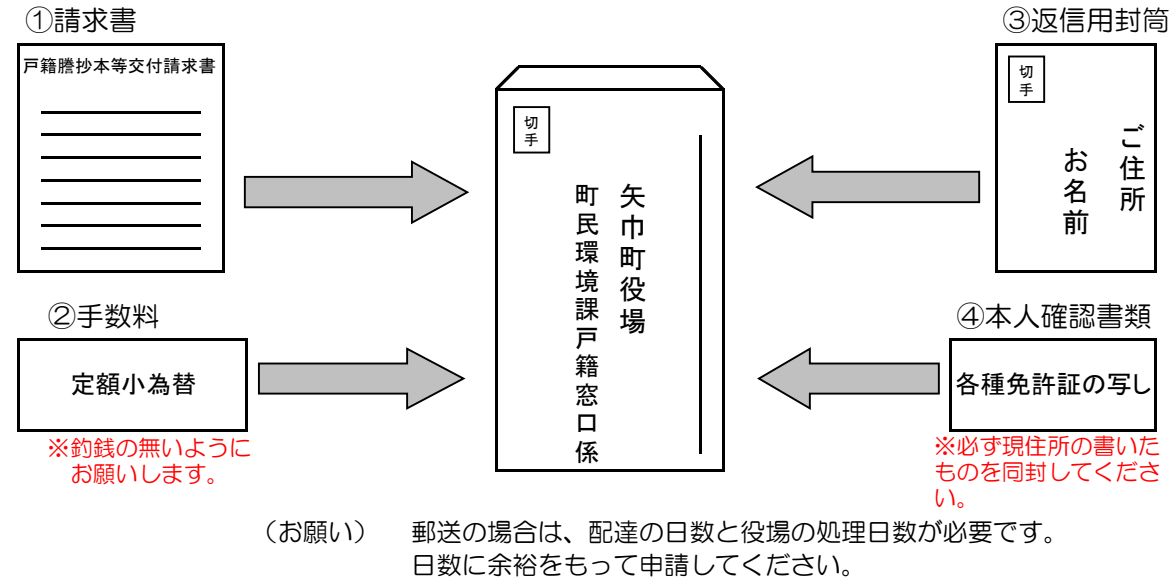 ①請求書
戸籍謄抄本等交付請求書
②手数料
定額小為替
※釣銭の無いように
お願いします。
切手
矢巾町役場
町民環境課戸籍窓口係
③返信用封筒
切手
ご住所
お名前
④本人確認書類
各種免許証の写し
※必ず現住所の書いた
ものを同封してくださ
い。
（お願い）　郵送の場合は、配達の日数と役場の処理日数が必要です。
日数に余裕をもって申請してください。